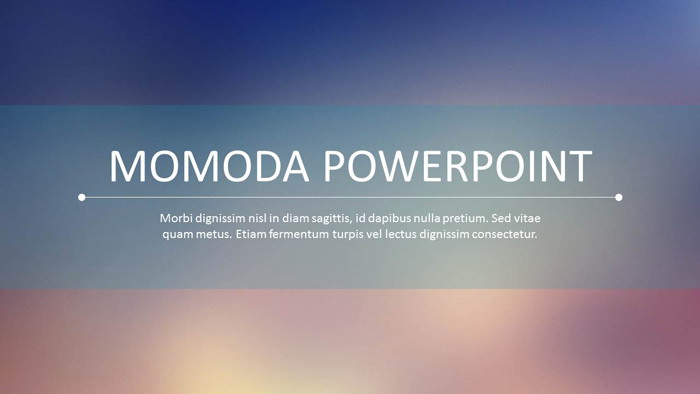 MOMODA POWERPOINT
Morbi dignissim nisl in diam sagittis, id dapibus nulla pretium. Sed vitae
quam metus. Etiam fermentum turpis vel lectus dignissim consectetur.